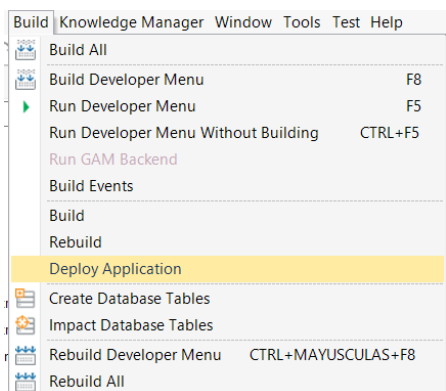 Build Knowledge Manager Window Tools Test Help
Build All
Build Developer Menu F8
Run Developer Menu F5
Run Developer Menu Without Building CTRL+F5
Run GAM Backend
Build Events
Build
Rebuild
Deploy Application
Create Database Tables
Impact Database Tables
Rebuild Developer Menu CTRL+MAYUSCULAS+F8
Rebuild All